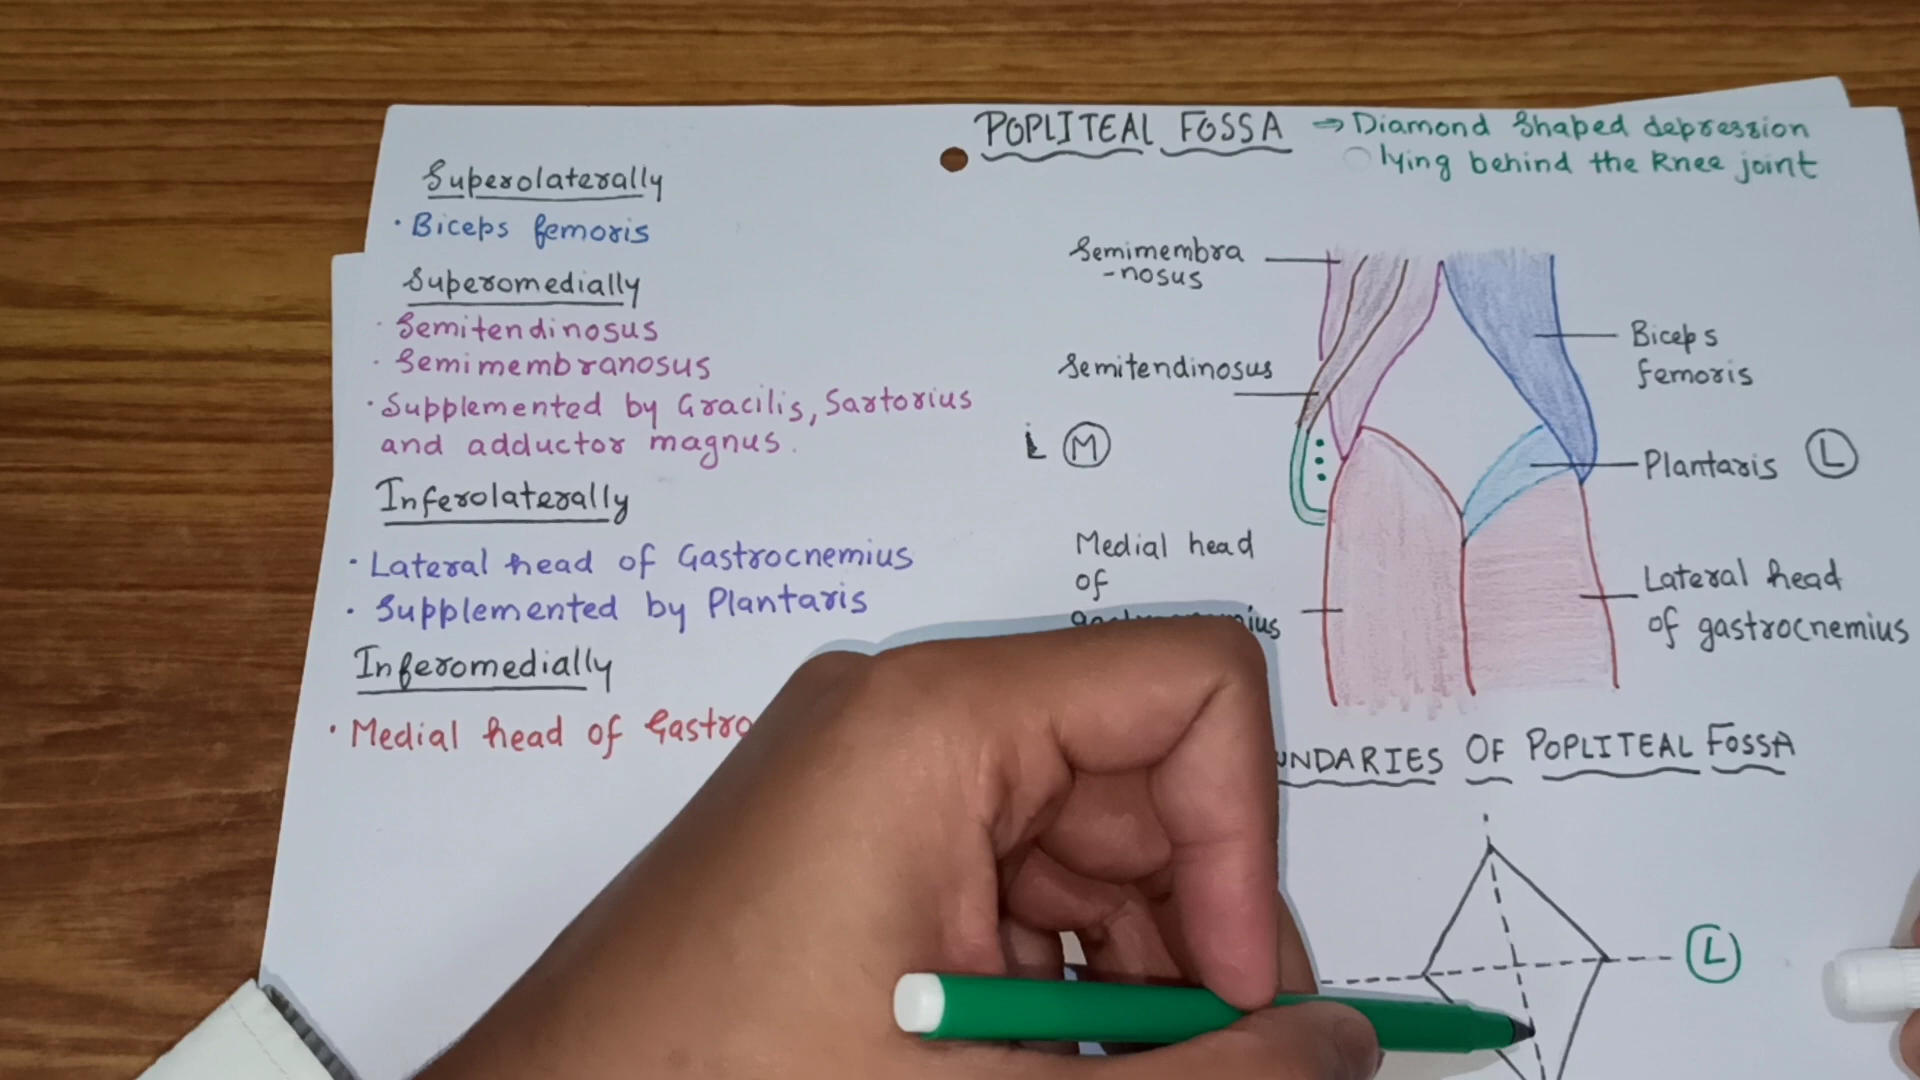 POPLITEAL FOSSA ⇒ Diamond Shaped depression
lying behind the Knee joint
Superolaterally
• Biceps femoris
Superomedially
• Semitendinosus
• Semimembranosus
• Supplemented by Gracilis, Sartorius
and adductor magnus.
Inferolaterally
• Lateral head of Gastrocnemius
• Supplemented by Plantaris
Inferomedially
• Medial head of Gastro
Semimembra
-nosus
Semitendinosus
M
Medial head
of
Biceps
femoris
Plantaris
L
Lateral head
of gastrocnemius
OF POPLITEAL FOSSA
L